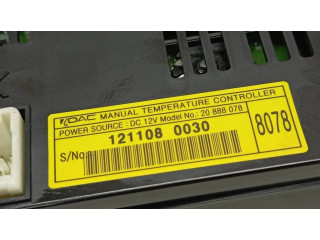 DAC MANUAL TEMPERATURE CONTROLLER
POWER SOURCE : DC 12V Model No.: 20 888 078
S/No: 121108 0030
8078